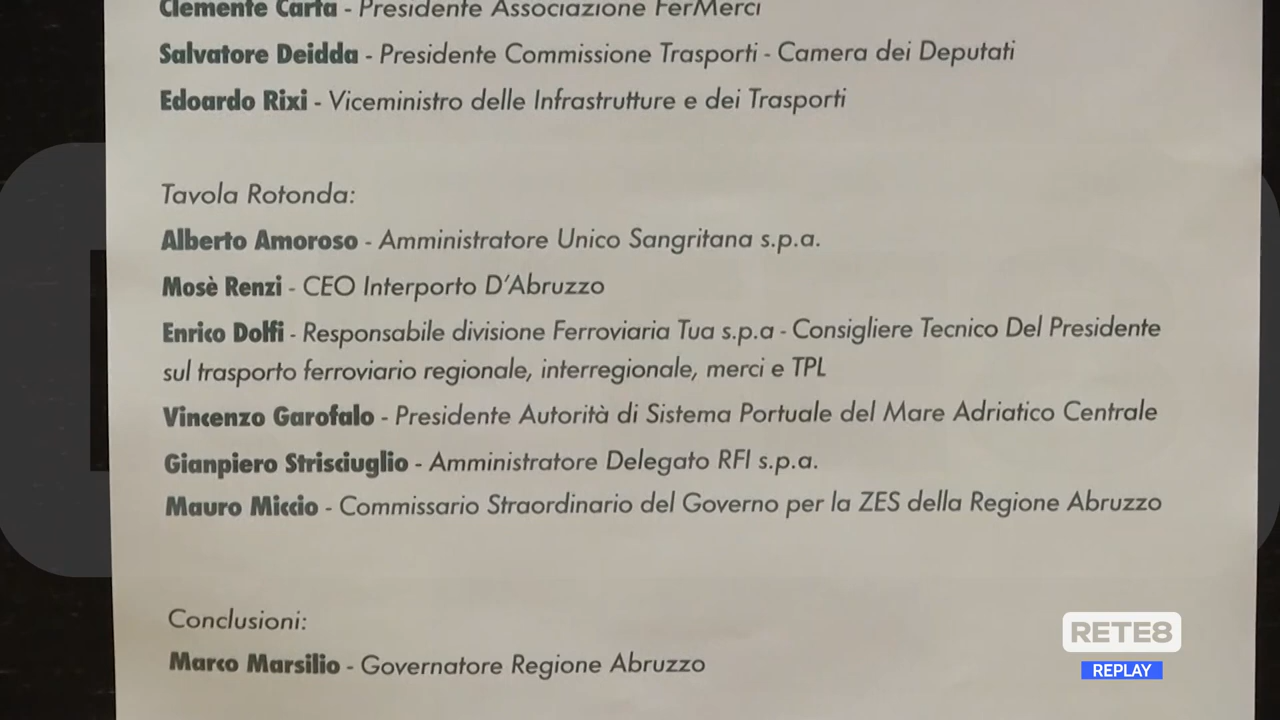 Clemente Carta - Presidente Associazione FerMerci
Salvatore Deidda - Presidente Commissione Trasporti - Camera dei Deputati
Edoardo Rixi - Viceministro delle Infrastrutture e dei Trasporti
Tavola Rotonda:
Alberto Amoroso - Amministratore Unico Sangritana s.p.a.
Mosè Renzi - CEO Interporto D'Abruzzo
Enrico Dolfi - Responsabile divisione Ferroviaria Tua s.p.a - Consigliere Tecnico Del Presidente
sul trasporto ferroviario regionale, interregionale, merci e TPL
Vincenzo Garofalo - Presidente Autorità di Sistema Portuale del Mare Adriatico Centrale
Gianpiero Strisciuglio - Amministratore Delegato RFI s.p.a.
Mauro Miccio - Commissario Straordinario del Governo per la ZES della Regione Abruzzo
Conclusioni:
Marco Marsilio - Governatore Regione Abruzzo
RETE8
REPLAY